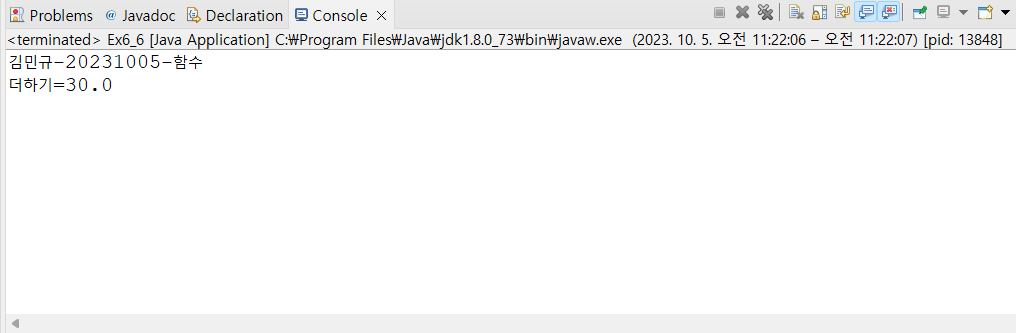 Problems @ Javadoc Declaration Console
<terminated> Ex6_6 [Java Application] C:₩Program Files₩Java₩jdk1.8.0_73₩bin₩javaw.exe (2023. 10. 5. 오전 11:22:06 – 오전 11:22:07) [pid: 13848]
김민규-20231005-함수
더하기=30.0